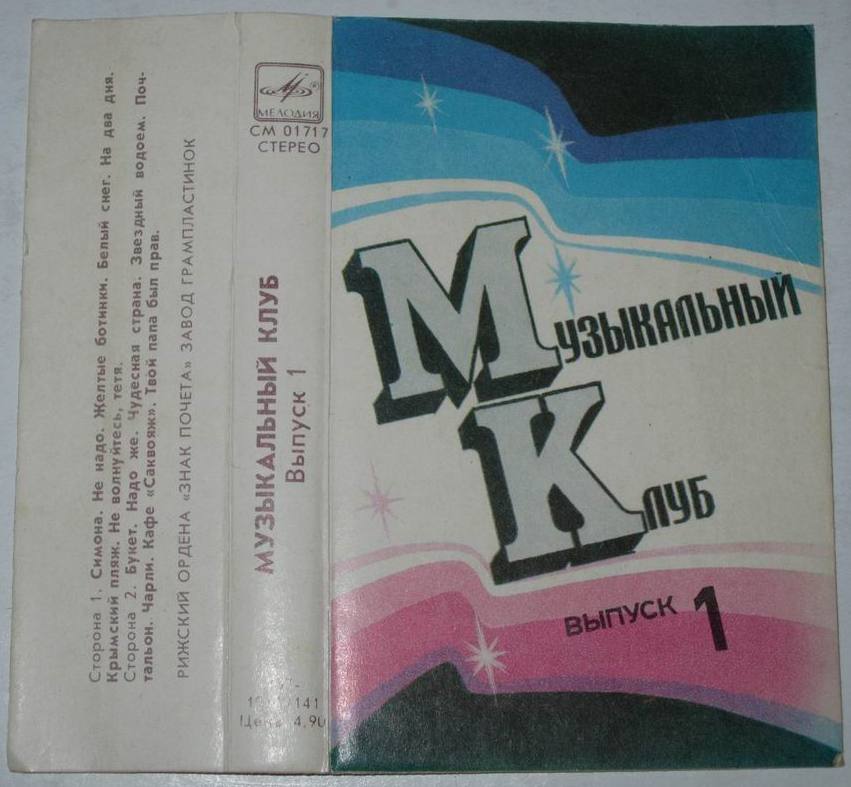 Сторона 1. Симона. Не надо. Желтые ботинки. Белый снег. На два дня.
Крымский пляж. Не волнуйтесь, тетя.
Сторона 2. Букет. Надо же. Чудесная страна. Звездный водоем. Поч-
тальон. Чарли. Кафе «Саквояж». Твой папа был прав.
РИЖСКИЙ ОРДЕНА «ЗНАК ПОЧЕТА» ЗАВОД ГРАМПЛАСТИНОК
МЕЛОДИЯ
СМ 01717
СТЕРЕО
МУЗЫКАЛЬНЫЙ КЛУБ
Выпуск 1
Цена 4,90
МУЗЫКАЛЬНЫЙ
КЛУБ
ВЫПУСК 1